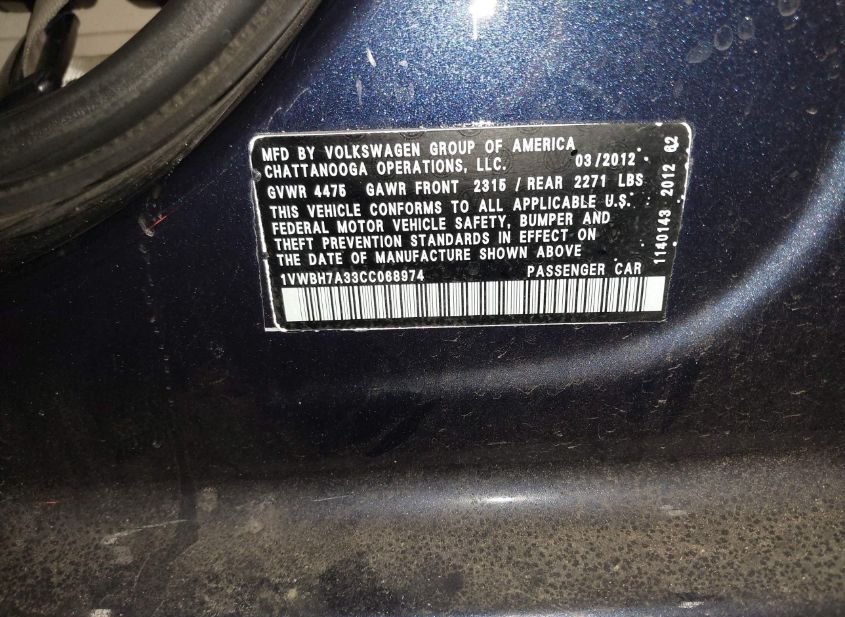 MFD BY VOLKSWAGEN GROUP OF AMERICA
CHATTANOOGA OPERATIONS, LLC. 03/2012
GVWR 4475 GAWR FRONT 2315 / REAR 2271 LBS
THIS VEHICLE CONFORMS TO ALL APPLICABLE U.S.
FEDERAL MOTOR VEHICLE SAFETY, BUMPER AND
THEFT PREVENTION STANDARDS IN EFFECT ON
THE DATE OF MANUFACTURE SHOWN ABOVE
1VWBH7A33CC068974 PASSENGER CAR
1140143 2012 G2